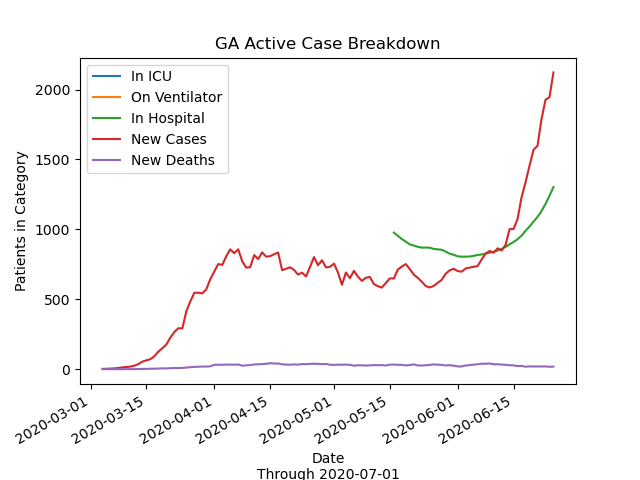 GA Active Case Breakdown
In ICU
On Ventilator
In Hospital
New Cases
New Deaths
Patients in Category
2000
1500
1000
500
0
2020-03-01
2020-03-15
2020-04-01
2020-04-15
2020-05-01
2020-05-15
2020-06-01
2020-06-15
Date
Through 2020-07-01